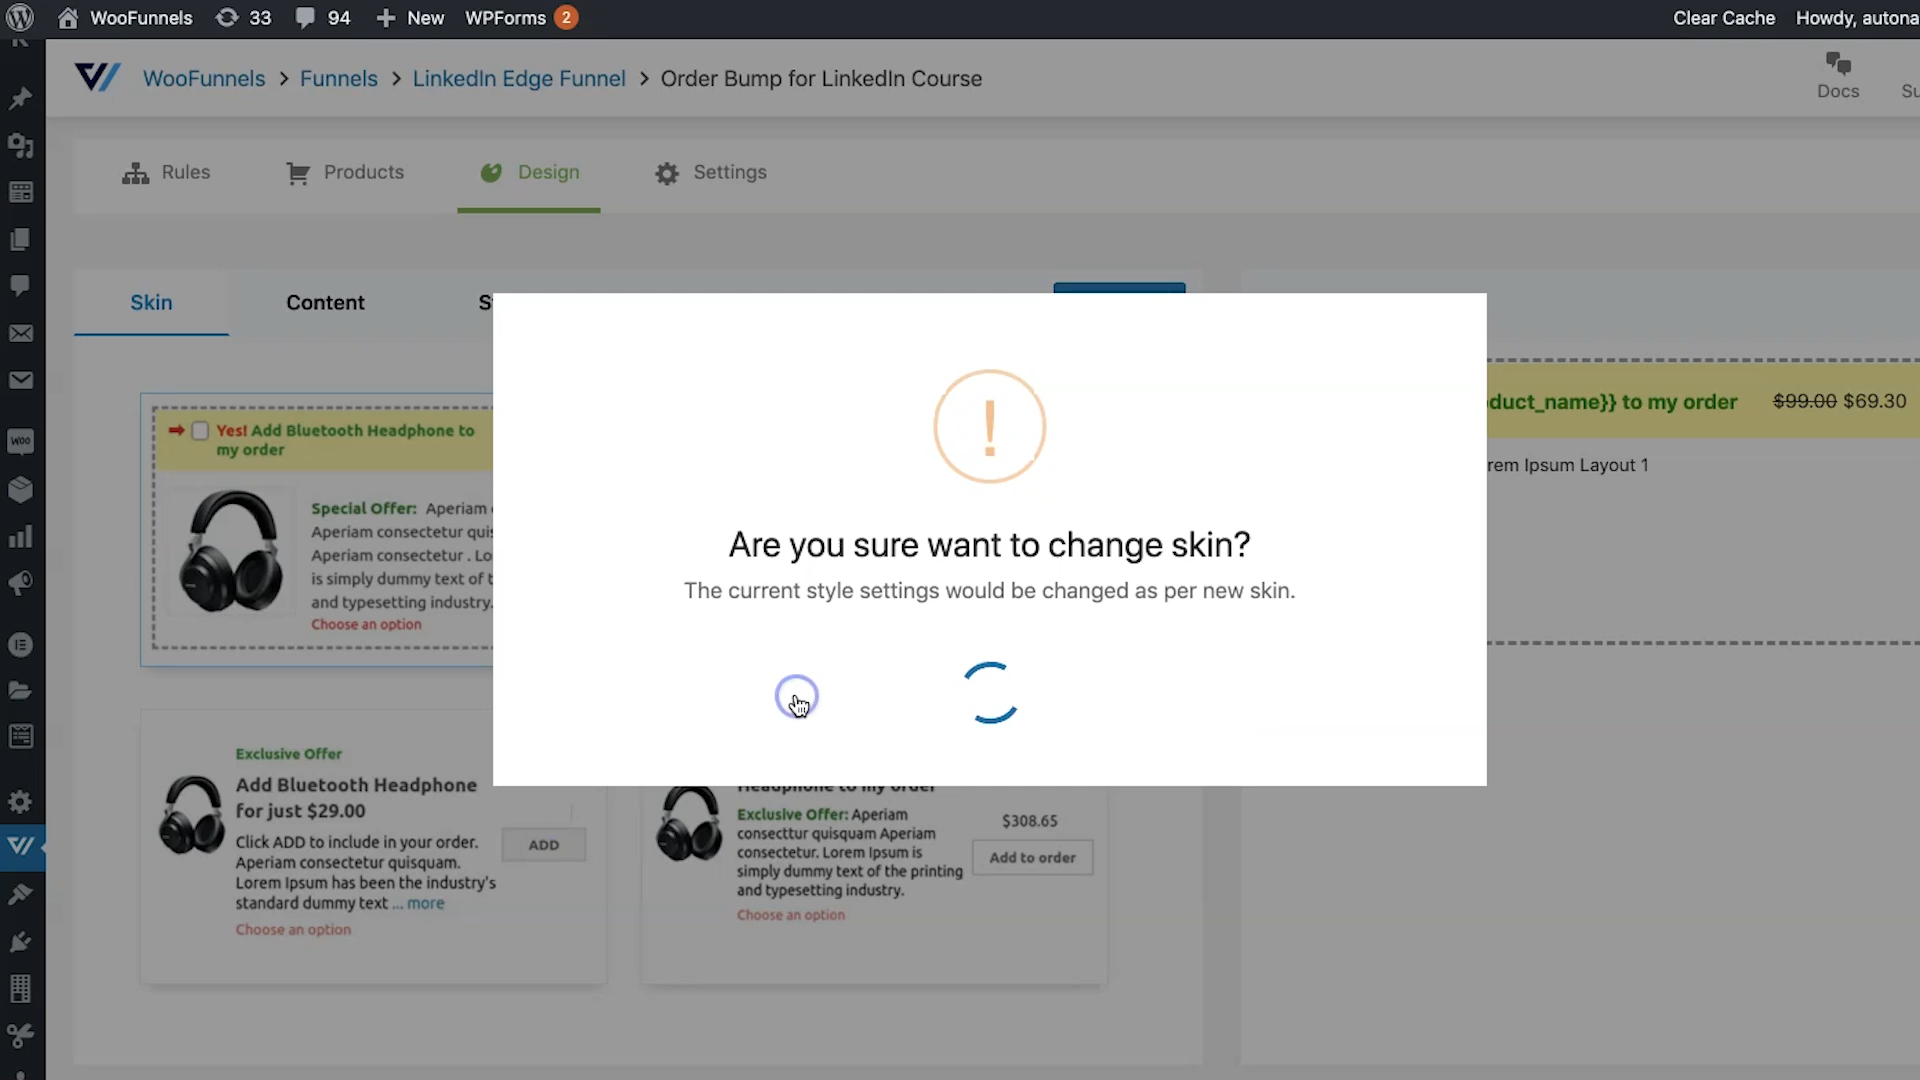 WooFunnels 33 94 New WPForms 2 Clear Cache Howdy, autona
WooFunnels > Funnels > LinkedIn Edge Funnel > Order Bump for LinkedIn Course
Docs Su
Rules Products Design Settings
Skin Content S
Yes! Add Bluetooth Headphone to
my order
Special Offer: Aperiam
Aperiam consectetur quis
Aperiam consectetur . Lo
is simply dummy text of t
and typesetting industry.
Choose an option
Are you sure want to change skin?
The current style settings would be changed as per new skin.
duct_name}} to my order $99.00 $69.30
rem Ipsum Layout 1
WOO
Exclusive Offer
Add Bluetooth Headphone
for just $29.00
Click ADD to include in your order.
Aperiam consectetur quisquam.
Lorem Ipsum has been the industry's
standard dummy text ... more
Choose an option
ADD
Headphone to my order
Exclusive Offer: Aperiam
consecttur quisquam Aperiam
consectetur. Lorem Ipsum is
simply dummy text of the printing
and typesetting industry.
Choose an option
$308.65
Add to order